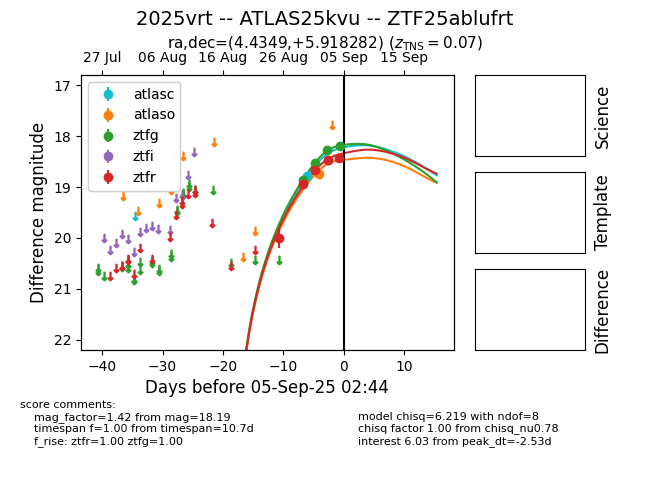 2025vrt -- ATLAS25kvu -- ZTF25ablufrt
ra,dec=(4.4349,+5.918282) (z_TNS = 0.07)
27 Jul 06 Aug 16 Aug 26 Aug 05 Sep 15 Sep
atlasc
atlaso
ztfg
ztfi
ztfr
17
18
19
20
21
22
Difference magnitude
−40 −30 −20 −10 0 10
Days before 05-Sep-25 02:44
Science
Template
Difference
score comments:
mag_factor=1.42 from mag=18.19
timespan f=1.00 from timespan=10.7d
f_rise: ztfr=1.00 ztfg=1.00
model chisq=6.219 with ndof=8
chisq factor 1.00 from chisq_nu0.78
interest 6.03 from peak_dt=-2.53d